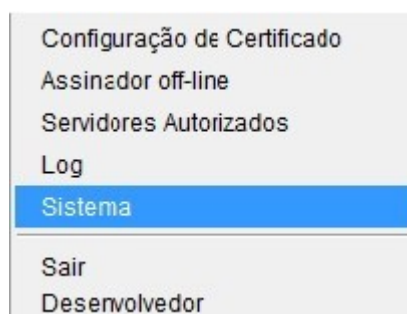 Configuração de Certificado
Assinador off-line
Servidores Autorizados
Log
Sistema
Sair
Desenvolvedor